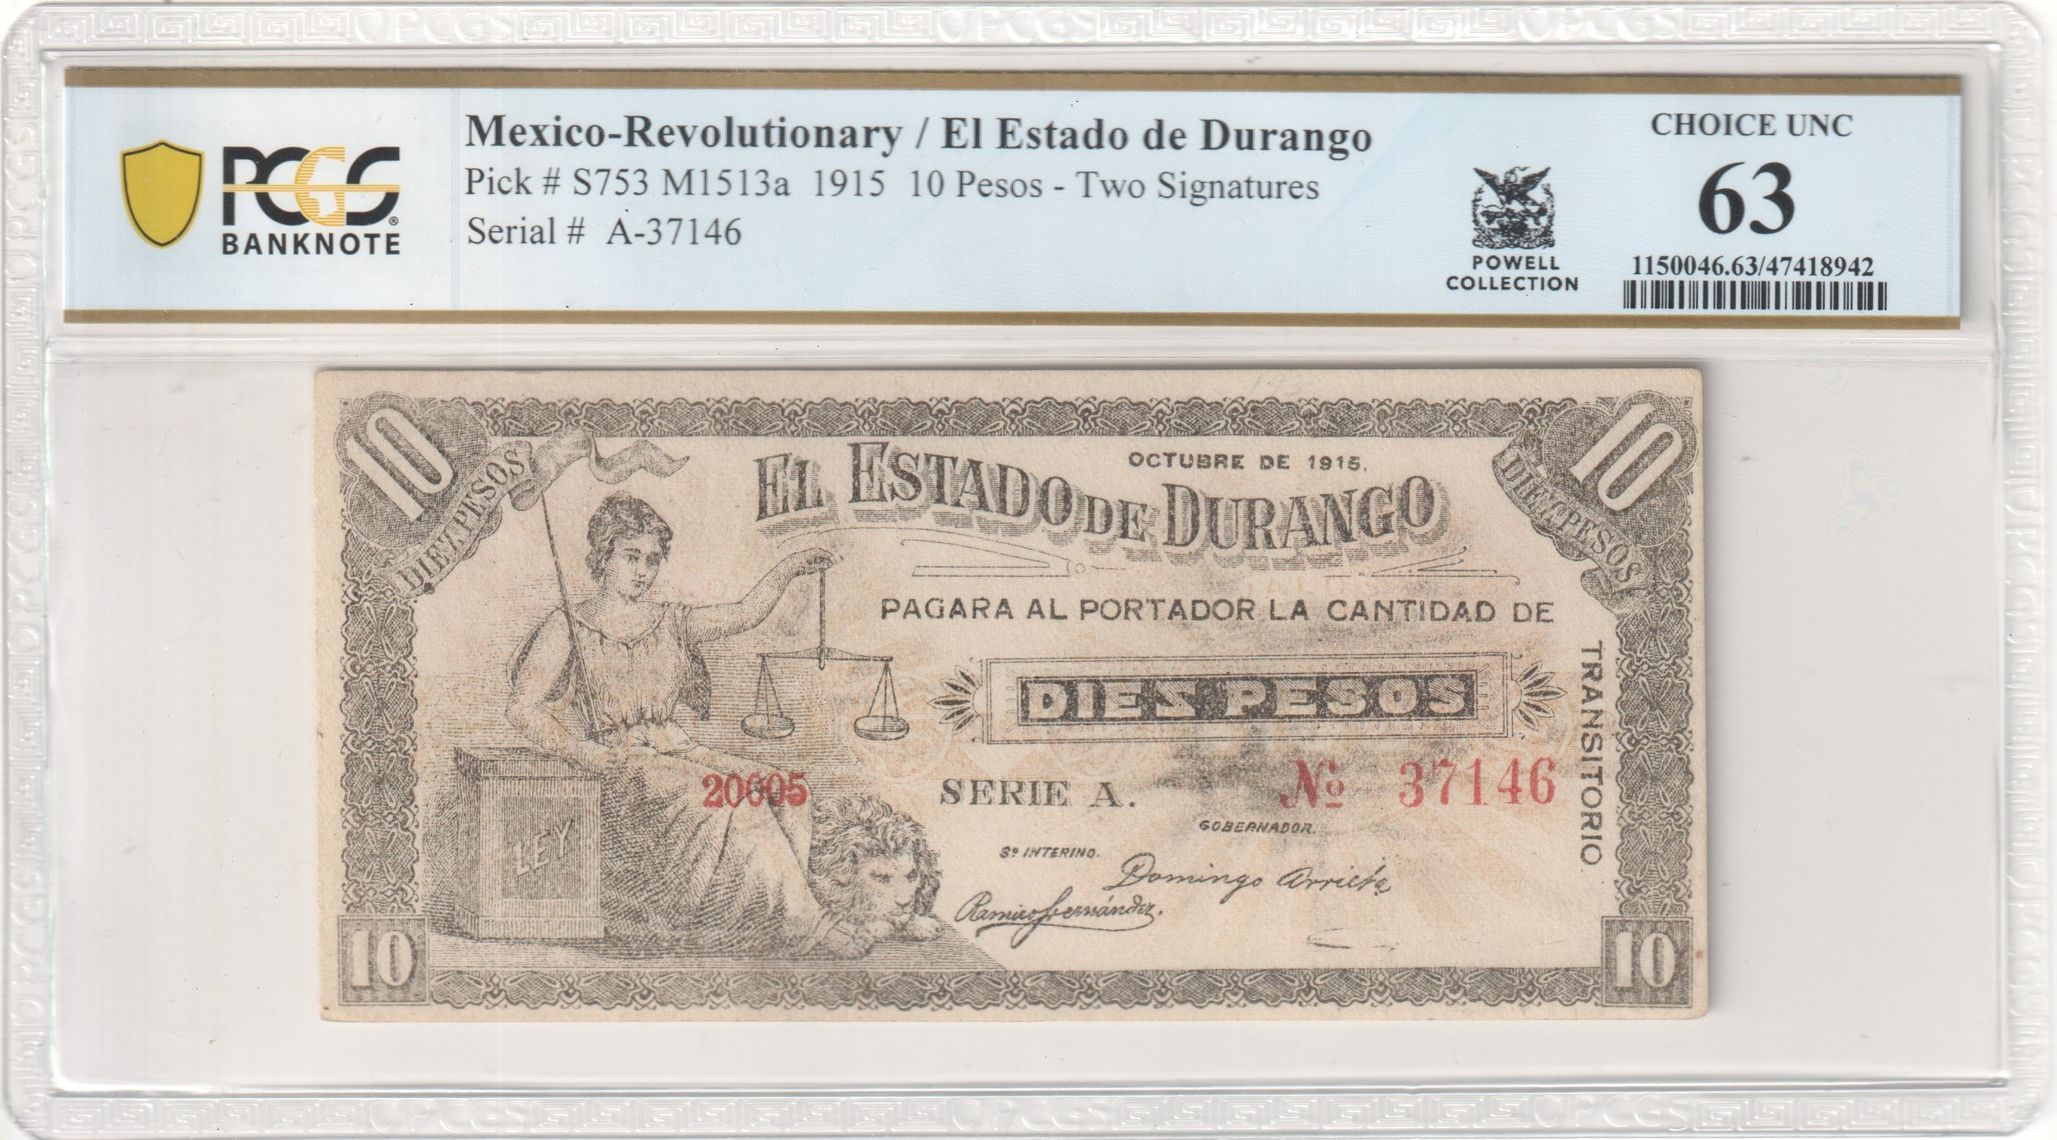 PCGS
BANKNOTE
Mexico-Revolutionary / El Estado de Durango
Pick # S753 M1513a 1915 10 Pesos - Two Signatures
Serial # A-37146
POWELL
COLLECTION
CHOICE UNC
63
1150046.63/47418942
10
DIEZ PESOS
OCTUBRE DE 1915.
EL ESTADO DE DURANGO
10
DIEZ PESOS
PAGARA AL PORTADOR LA CANTIDAD DE
DIES PESOS
TRANSITORIO
20605
SERIE A.
No 37146
GOBERNADOR.
So INTERINO.
Domingo Arrieta
Ramiro Fernández.
LEY
10
10